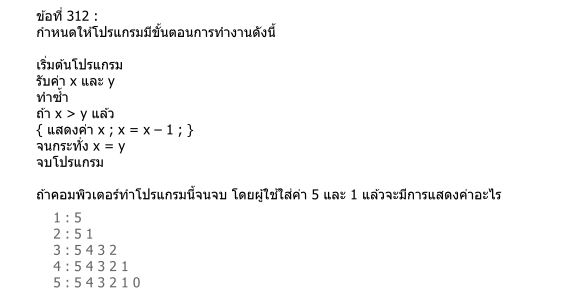 ข้อที่ 312 :
กำหนดให้โปรแกรมมีขั้นตอนการทำงานดังนี้
เริ่มต้นโปรแกรม
รับค่า x และ y
ทำซ้ำ
ถ้า x > y แล้ว
{ แสดงค่า x ; x = x – 1 ; }
จนกระทั่ง x = y
จบโปรแกรม
ถ้าคอมพิวเตอร์ทำโปรแกรมนี้จนจบ โดยผู้ใช้ใส่ค่า 5 และ 1 แล้วจะมีการแสดงค่าอะไร
1 : 5
2 : 5 1
3 : 5 4 3 2
4 : 5 4 3 2 1
5 : 5 4 3 2 1 0